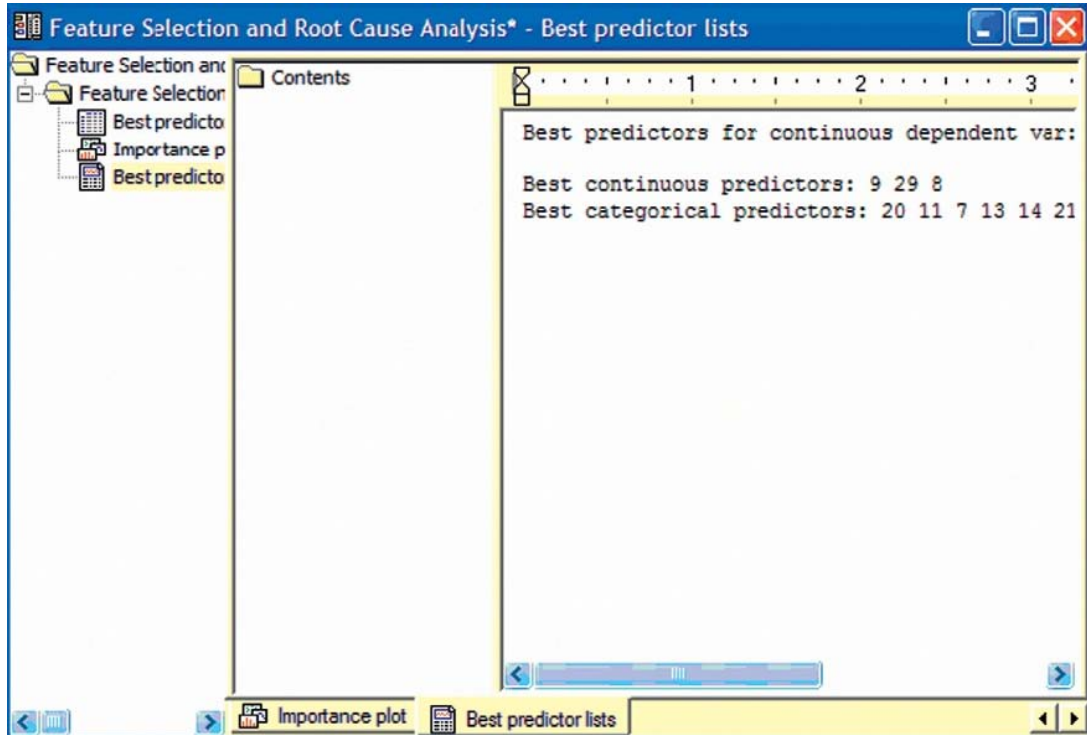 Feature Selection and Root Cause Analysis* - Best predictor lists
Feature Selection and
Feature Selection
Best predicto
Importance p
Best predicto
Contents
1 2 3
Best predictors for continuous dependent var:
Best continuous predictors: 9 29 8
Best categorical predictors: 20 11 7 13 14 21
Importance plot
Best predictor lists